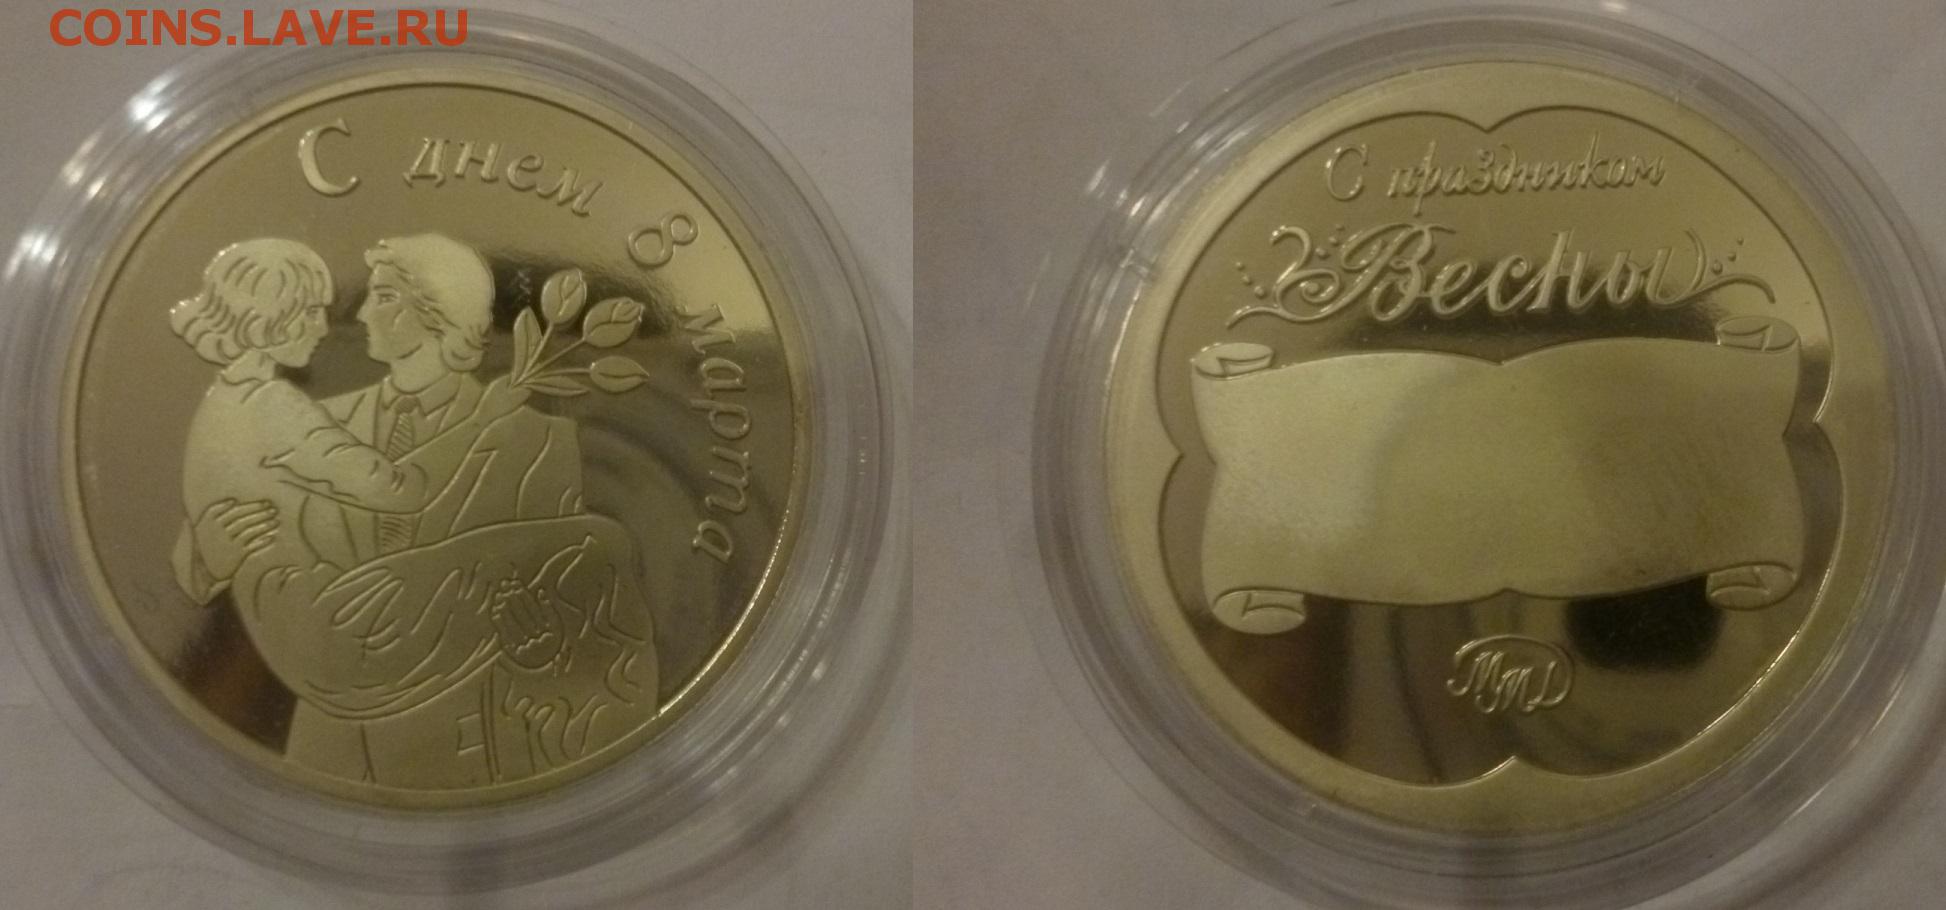 COINS.LAVE.RU
С днем 8 марта
С праздником
Весны
ММД